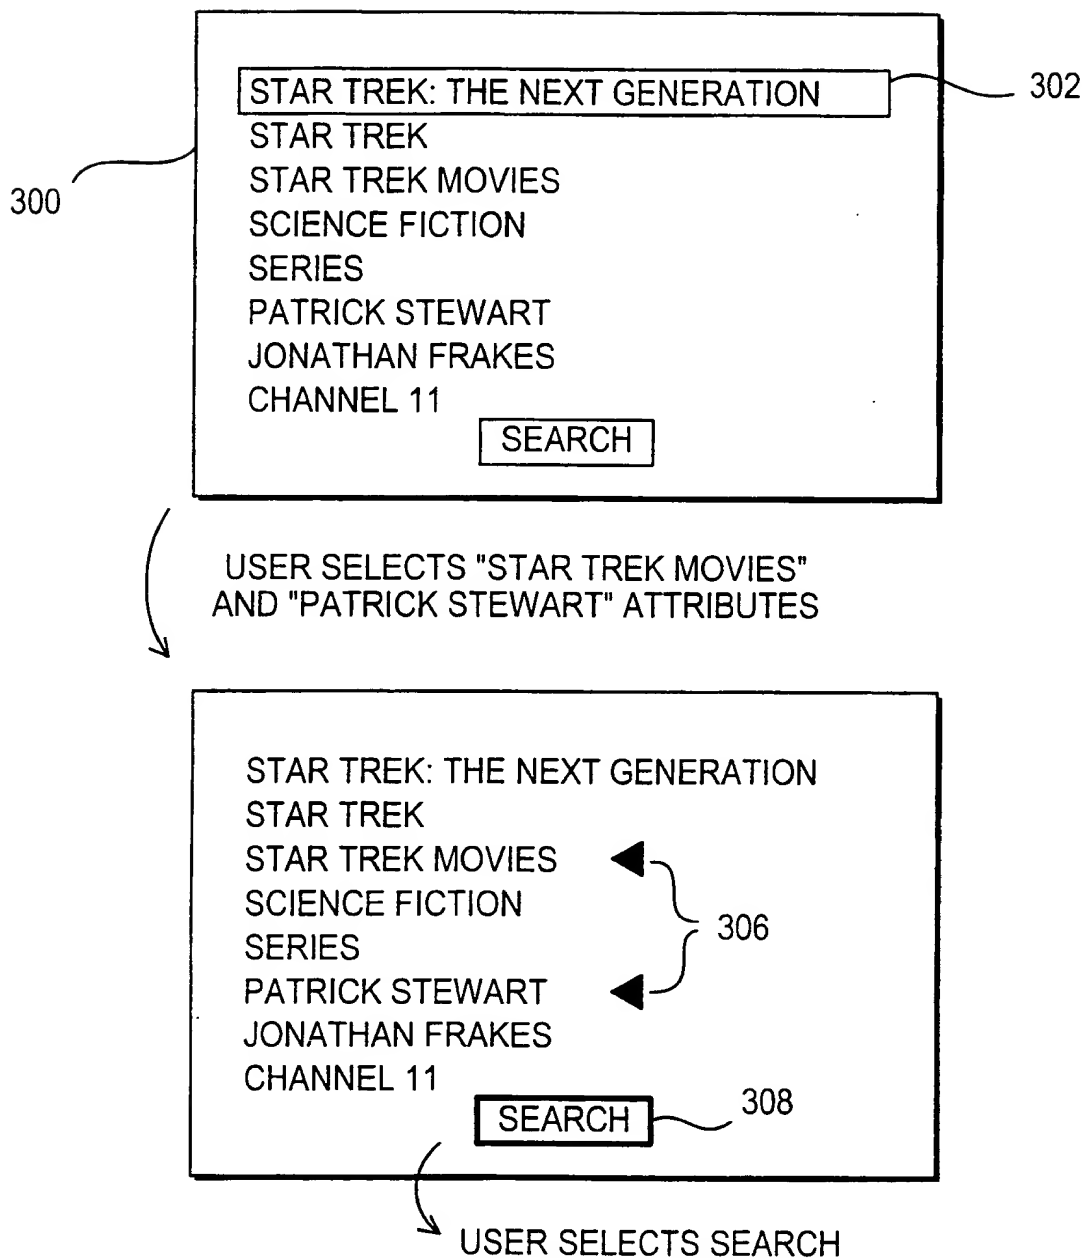 STAR TREK: THE NEXT GENERATION
302
STAR TREK
STAR TREK MOVIES
300
SCIENCE FICTION
SERIES
PATRICK STEWART
JONATHAN FRAKES
CHANNEL 11
SEARCH
USER SELECTS "STAR TREK MOVIES"
AND "PATRICK STEWART" ATTRIBUTES
STAR TREK: THE NEXT GENERATION
STAR TREK
STAR TREK MOVIES
SCIENCE FICTION
306
SERIES
PATRICK STEWART
JONATHAN FRAKES
CHANNEL 11
SEARCH
308
USER SELECTS SEARCH